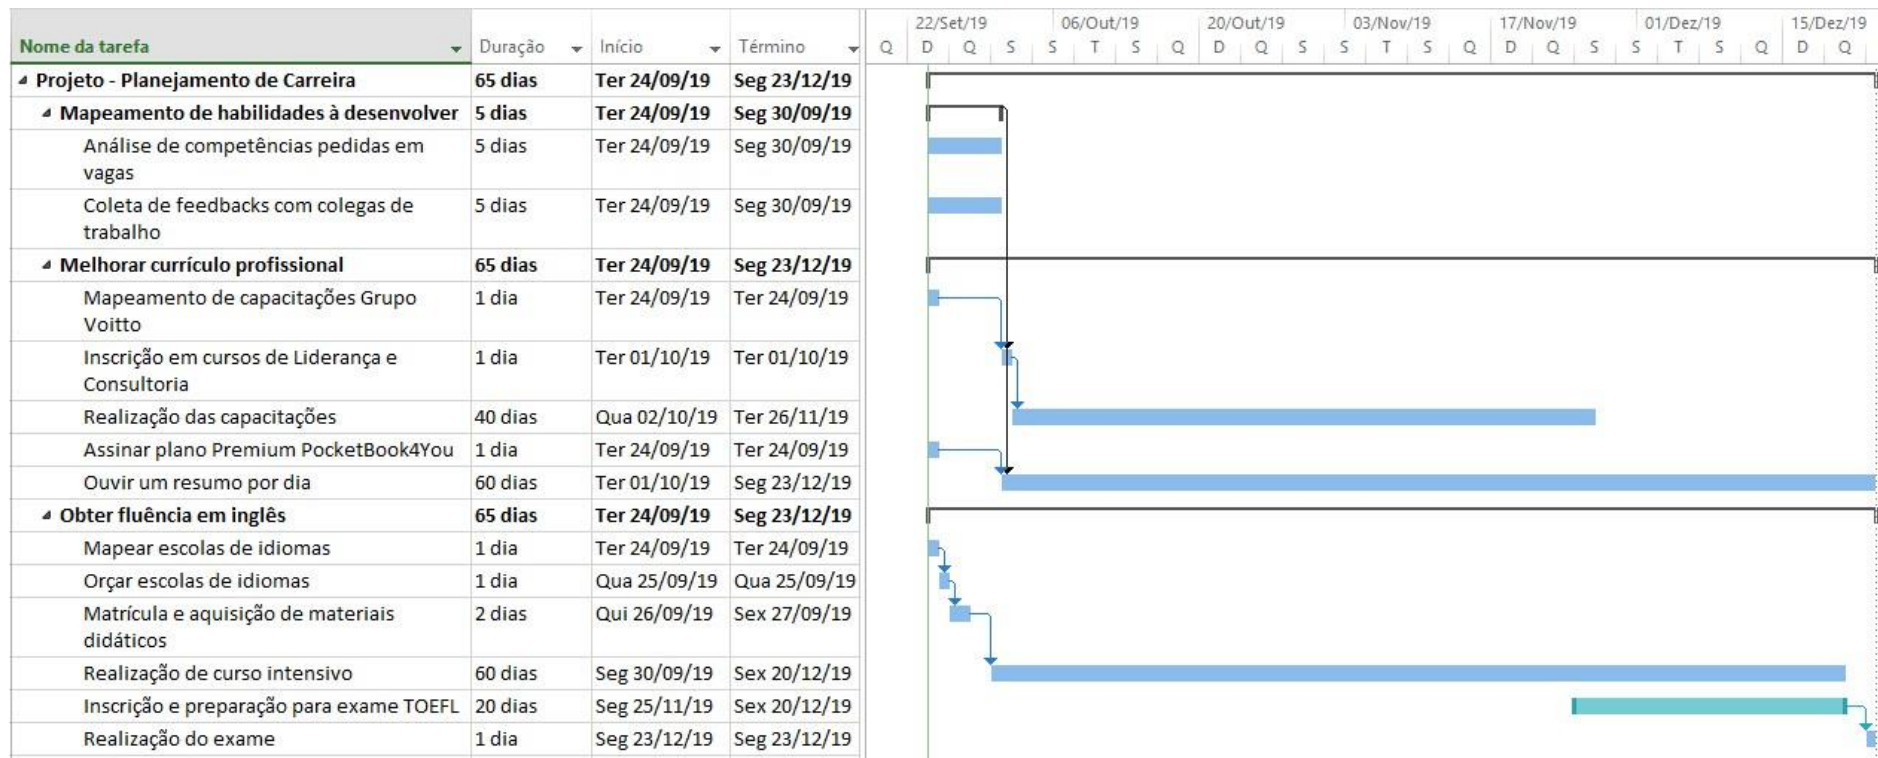 22/Set/19 06/Out/19 20/Out/19 03/Nov/19 17/Nov/19 01/Dez/19 15/Dez/19
Nome da tarefa Duração Início Término Q D Q S S T S Q D Q S S T S Q D Q S S T S Q D Q
Projeto - Planejamento de Carreira 65 dias Ter 24/09/19 Seg 23/12/19
Mapeamento de habilidades à desenvolver 5 dias Ter 24/09/19 Seg 30/09/19
Análise de competências pedidas em 5 dias Ter 24/09/19 Seg 30/09/19
vagas
Coleta de feedbacks com colegas de 5 dias Ter 24/09/19 Seg 30/09/19
trabalho
Melhorar currículo profissional 65 dias Ter 24/09/19 Seg 23/12/19
Mapeamento de capacitações Grupo 1 dia Ter 24/09/19 Ter 24/09/19
Voitto
Inscrição em cursos de Liderança e 1 dia Ter 01/10/19 Ter 01/10/19
Consultoria
Realização das capacitações 40 dias Qua 02/10/19 Ter 26/11/19
Assinar plano Premium PocketBook4You 1 dia Ter 24/09/19 Ter 24/09/19
Ouvir um resumo por dia 60 dias Ter 01/10/19 Seg 23/12/19
Obter fluência em inglês 65 dias Ter 24/09/19 Seg 23/12/19
Mapear escolas de idiomas 1 dia Ter 24/09/19 Ter 24/09/19
Orçar escolas de idiomas 1 dia Qua 25/09/19 Qua 25/09/19
Matrícula e aquisição de materiais 2 dias Qui 26/09/19 Sex 27/09/19
didáticos
Realização de curso intensivo 60 dias Seg 30/09/19 Sex 20/12/19
Inscrição e preparação para exame TOEFL 20 dias Seg 25/11/19 Sex 20/12/19
Realização do exame 1 dia Seg 23/12/19 Seg 23/12/19